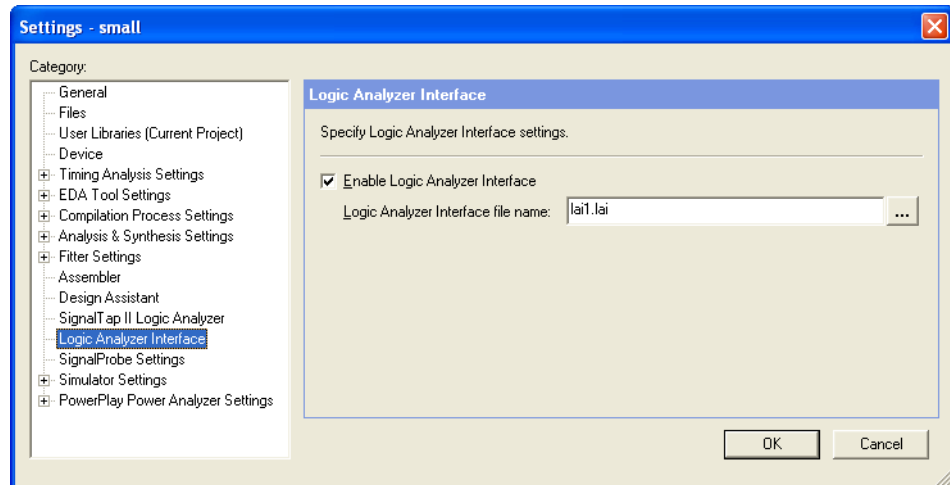 Settings - small
Category:
General
Files
User Libraries (Current Project)
Device
Timing Analysis Settings
EDA Tool Settings
Compilation Process Settings
Analysis & Synthesis Settings
Fitter Settings
Assembler
Design Assistant
SignalTap II Logic Analyzer
Logic Analyzer Interface
SignalProbe Settings
Simulator Settings
PowerPlay Power Analyzer Settings
Logic Analyzer Interface
Specify Logic Analyzer Interface settings.
Enable Logic Analyzer Interface
Logic Analyzer Interface file name: lai1.lai ...
OK Cancel